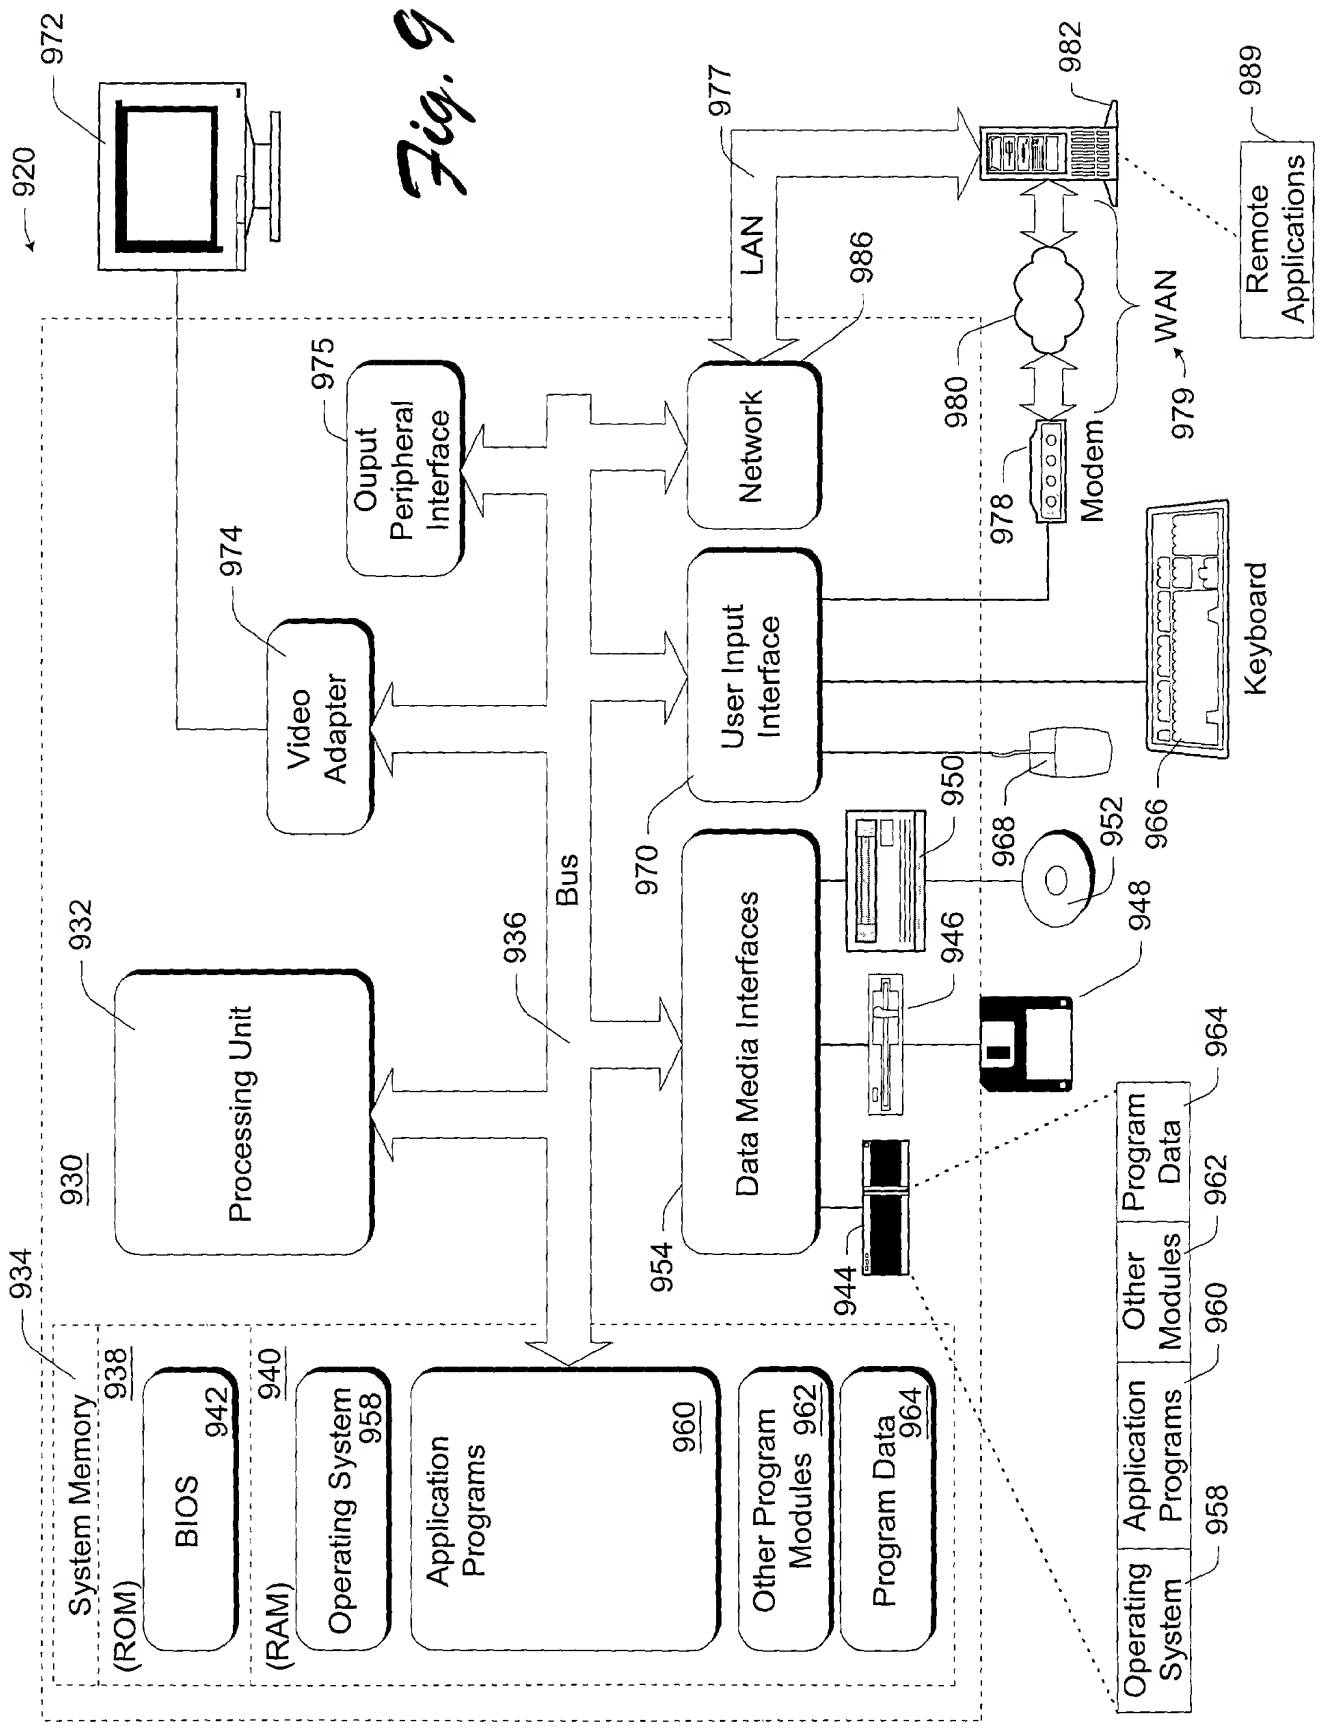 934
920
972
930
932
System Memory
(ROM)
938
BIOS
942
Processing Unit
974
(RAM)
940
Operating System
958
Video
Adapter
975
Ouput
Peripheral
Interface
Fig. 9
Application
Programs
960
936
Bus
977
LAN
970
954
Other Program
Modules 962
Data Media Interfaces
User Input
Interface
Network
986
944
946
950
Program Data
964
968
978
980
982
Modem
952
948
966
979
WAN
Keyboard
989
Remote
Applications
Operating
System
Application
Programs
Other
Modules
Program
Data
958
960
962
964